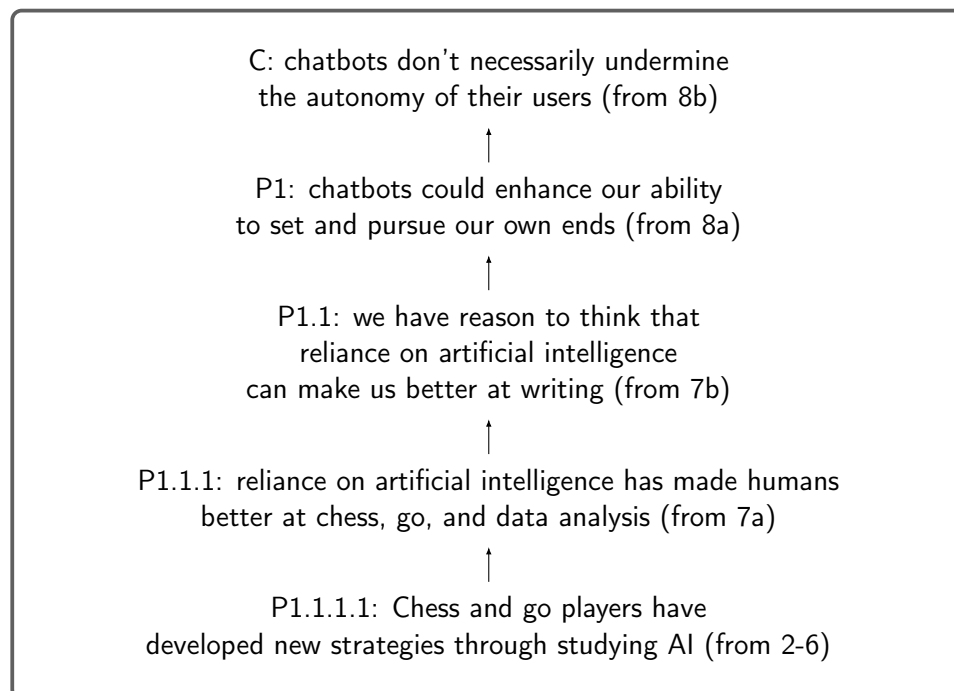 C: chatbots don't necessarily undermine
the autonomy of their users (from 8b)
P1: chatbots could enhance our ability
to set and pursue our own ends (from 8a)
P1.1: we have reason to think that
reliance on artificial intelligence
can make us better at writing (from 7b)
P1.1.1: reliance on artificial intelligence has made humans
better at chess, go, and data analysis (from 7a)
P1.1.1.1: Chess and go players have
developed new strategies through studying AI (from 2-6)